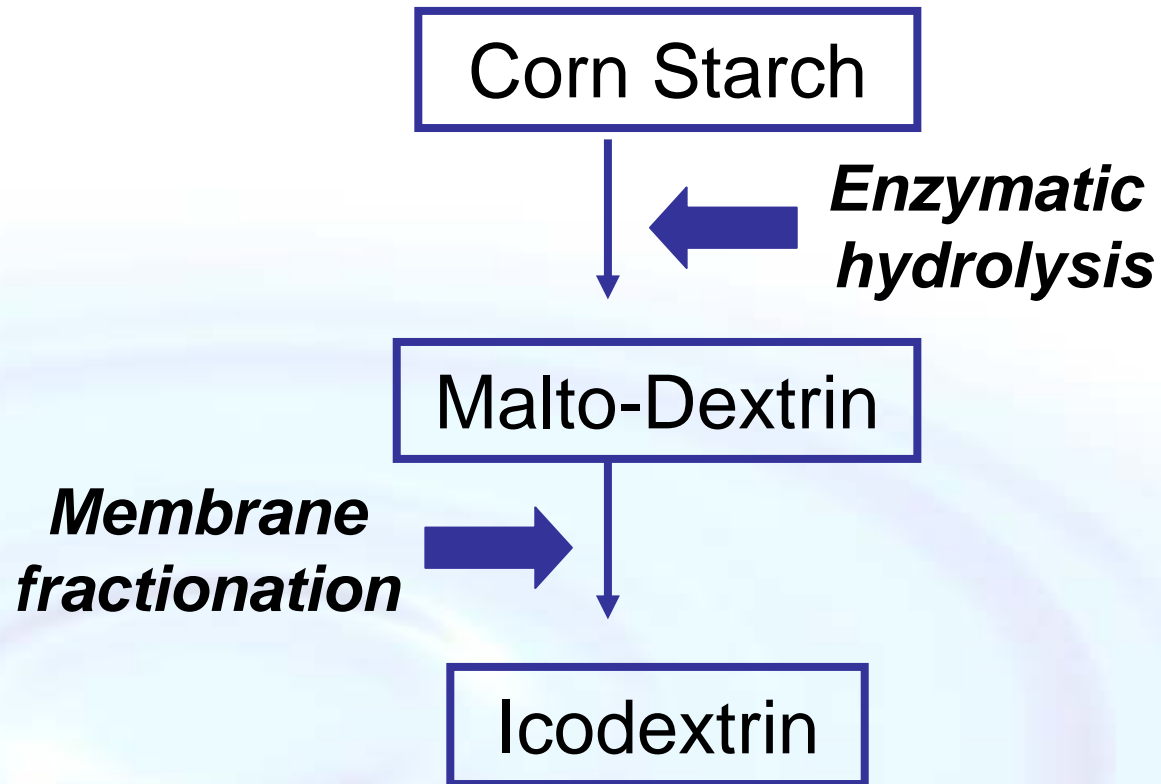 Corn Starch
Enzymatic
hydrolysis
Malto-Dextrin
Membrane
fractionation
Icodextrin